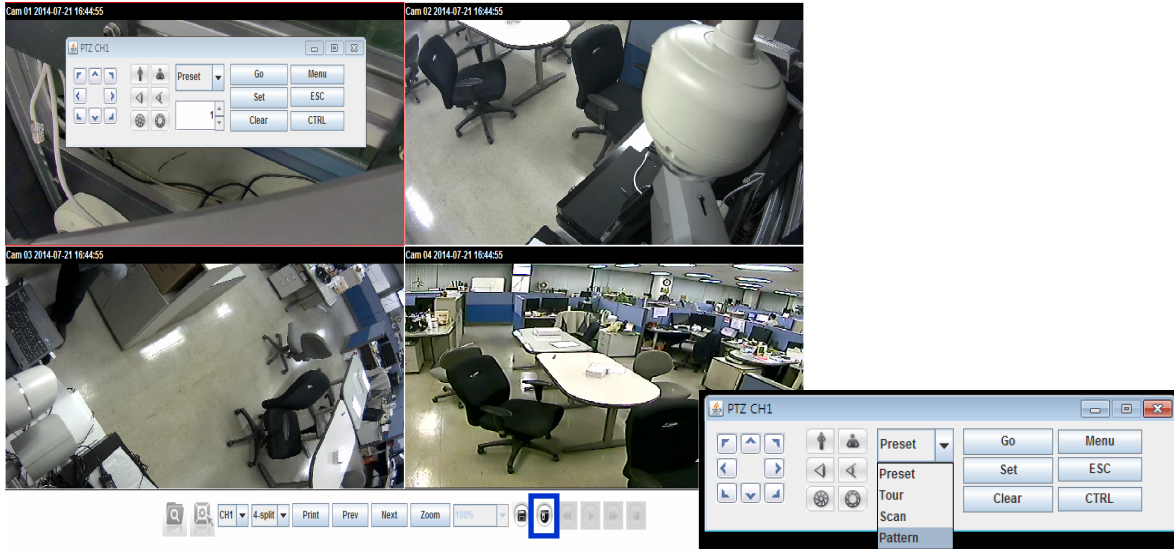 Cam 01 2014-07-21 16:44:55
PTZ CH1
Preset
Go
Menu
Set
ESC
1
Clear
CTRL
Cam 02 2014-07-21 16:44:55
Cam 03 2014-07-21 16:44:55
Cam 04 2014-07-21 16:44:55
CH1
4-split
Print
Prev
Next
Zoom
100%
PTZ CH1
Preset
Go
Menu
Preset
Tour
Scan
Pattern
Set
ESC
Clear
CTRL